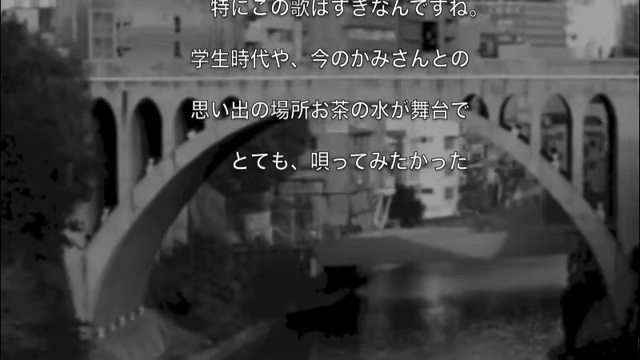 特にこの歌はすきなんですね。
学生時代や、今のかみさんとの
思い出の場所お茶の水が舞台で
とても、唄ってみたかった